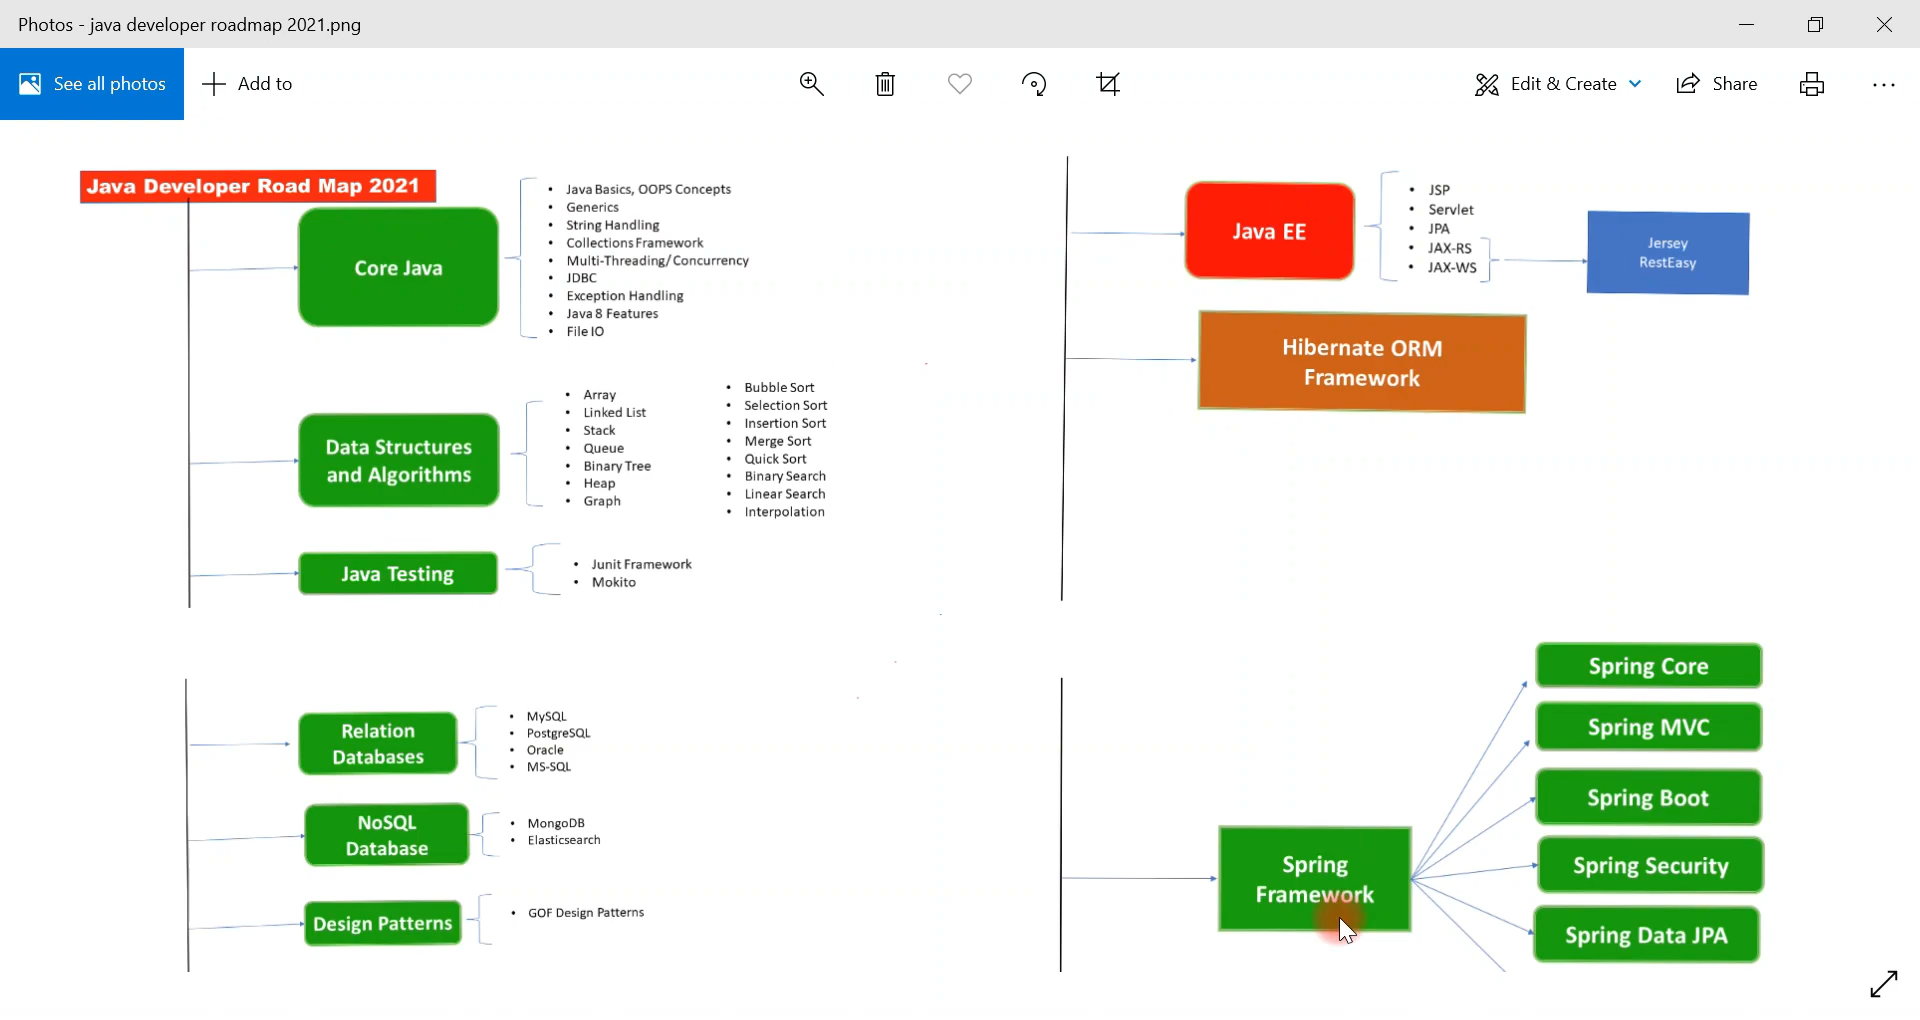 Photos - java developer roadmap 2021.png
See all photos
Add to
Edit & Create
Share
Java Developer Road Map 2021
Core Java
Java Basics, OOPS Concepts
Generics
String Handling
Collections Framework
Multi-Threading/Concurrency
JDBC
Exception Handling
Java 8 Features
File IO
Data Structures
and Algorithms
Array
Linked List
Stack
Queue
Binary Tree
Heap
Graph
Bubble Sort
Selection Sort
Insertion Sort
Merge Sort
Quick Sort
Binary Search
Linear Search
Interpolation
Java Testing
Junit Framework
Mokito
Relation
Databases
MySQL
PostgreSQL
Oracle
MS-SQL
NoSQL
Database
MongoDB
Elasticsearch
Design Patterns
GOF Design Patterns
Java EE
JSP
Servlet
JPA
JAX-RS
JAX-WS
Jersey
RestEasy
Hibernate ORM
Framework
Spring
Framework
Spring Core
Spring MVC
Spring Boot
Spring Security
Spring Data JPA